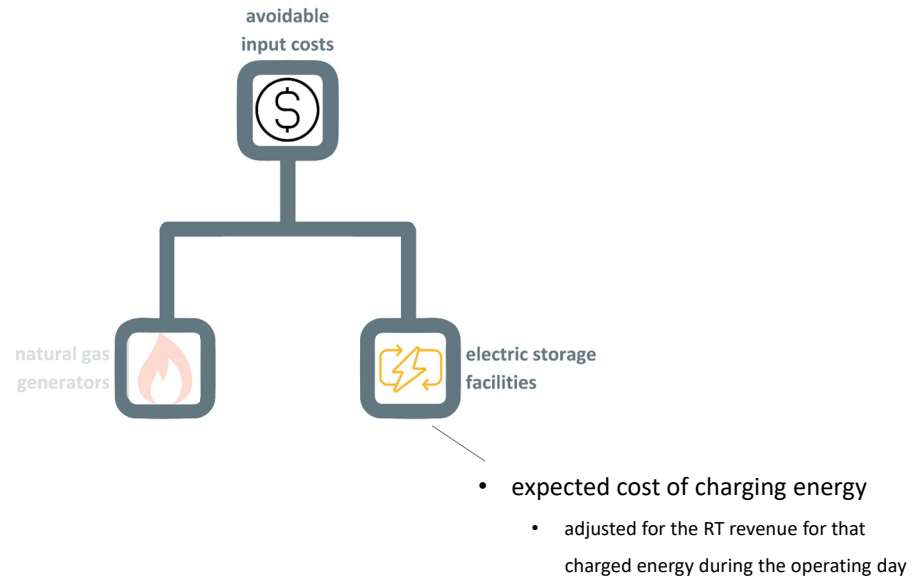 avoidable
input costs
$
natural gas
generators
electric storage
facilities
• expected cost of charging energy
• adjusted for the RT revenue for that
charged energy during the operating day